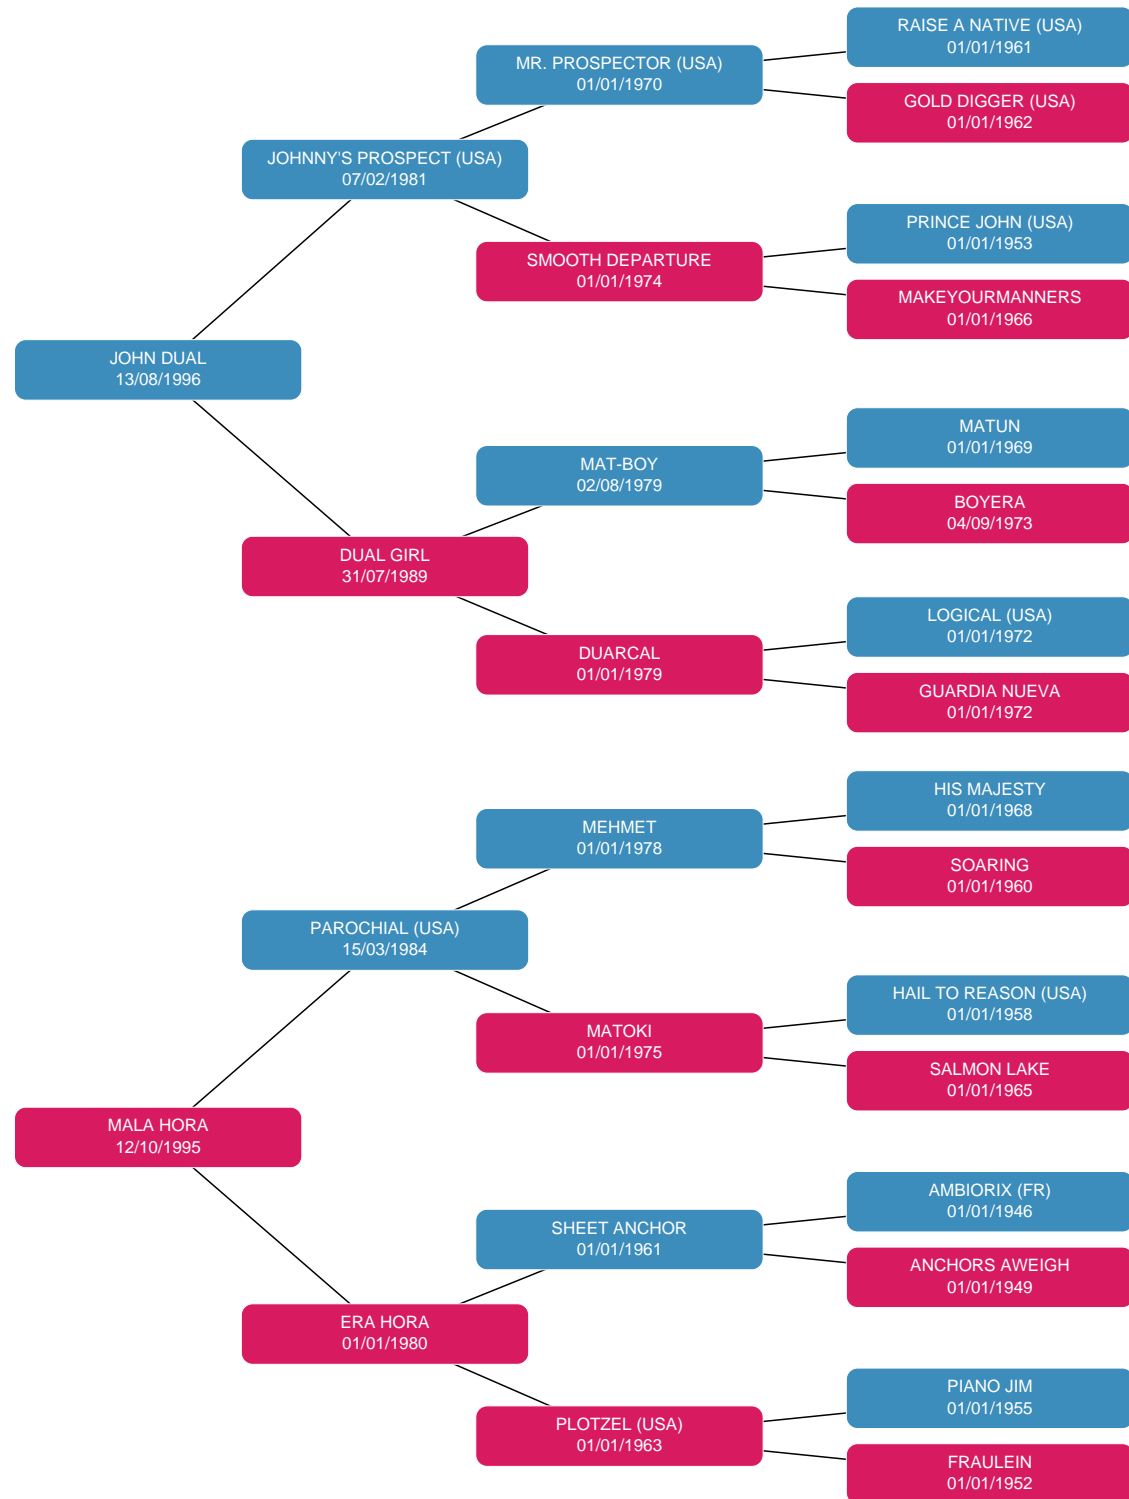 RAISE A NATIVE (USA)
01/01/1961
MR. PROSPECTOR (USA)
01/01/1970
GOLD DIGGER (USA)
01/01/1962
JOHNNY'S PROSPECT (USA)
07/02/1981
PRINCE JOHN (USA)
01/01/1953
SMOOTH DEPARTURE
01/01/1974
MAKEYOURMANNERS
01/01/1966
JOHN DUAL
13/08/1996
MATUN
01/01/1969
MAT-BOY
02/08/1979
BOYERA
04/09/1973
DUAL GIRL
31/07/1989
LOGICAL (USA)
01/01/1972
DUARCAL
01/01/1979
GUARDIA NUEVA
01/01/1972
HIS MAJESTY
01/01/1968
MEHMET
01/01/1978
SOARING
01/01/1960
PAROCHIAL (USA)
15/03/1984
HAIL TO REASON (USA)
01/01/1958
MATOKI
01/01/1975
SALMON LAKE
01/01/1965
MALA HORA
12/10/1995
AMBIORIX (FR)
01/01/1946
SHEET ANCHOR
01/01/1961
ANCHORS AWEIGH
01/01/1949
ERA HORA
01/01/1980
PIANO JIM
01/01/1955
PLOTZEL (USA)
01/01/1963
FRAULEIN
01/01/1952